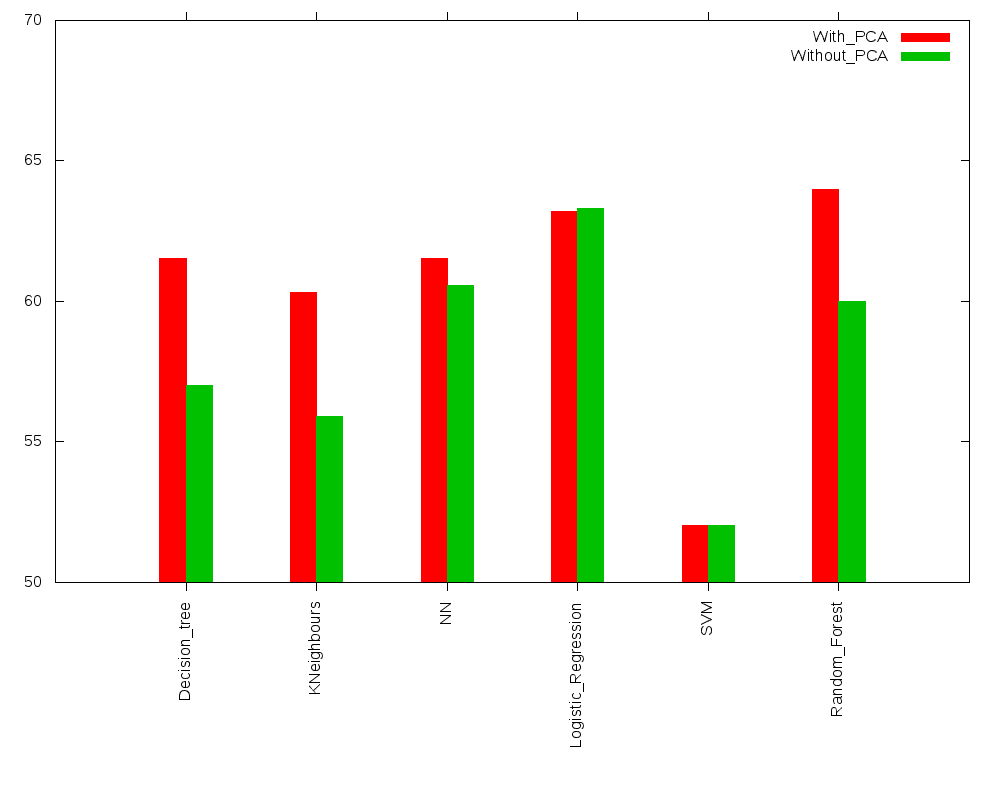 70
65
60
55
50
With_PCA
Without_PCA
Decision_tree
KNeighbours
NN
Logistic_Regression
SVM
Random_Forest